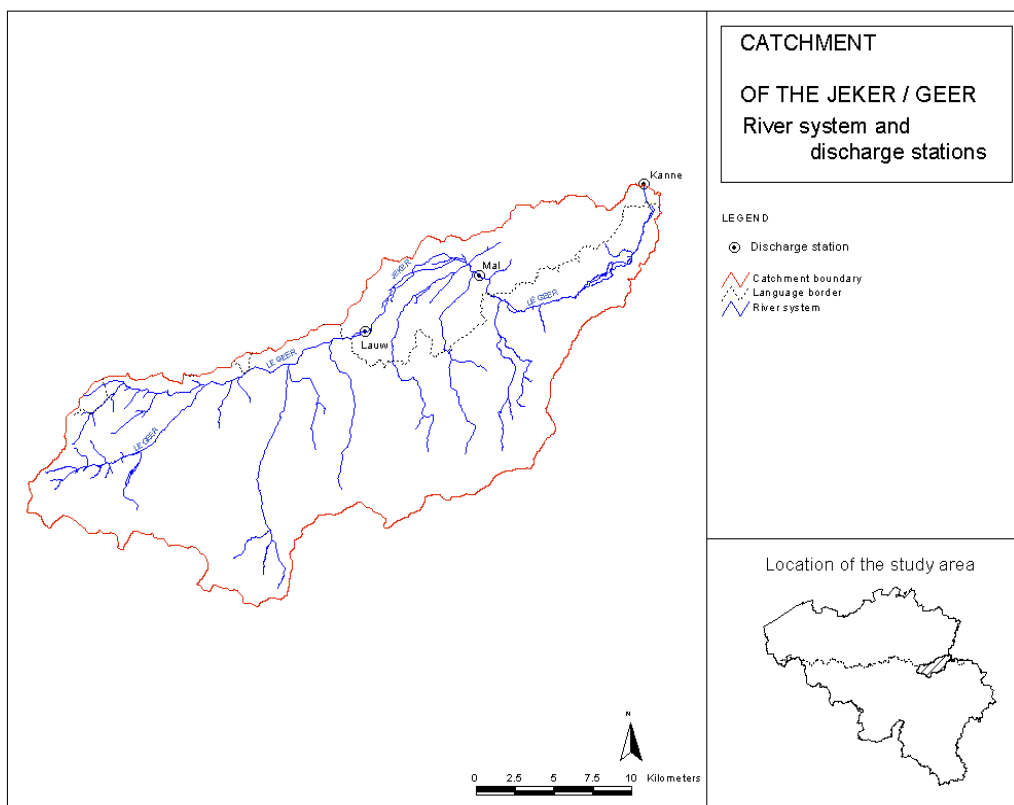 CATCHMENT
OF THE JEKER / GEER
River system and
discharge stations
LEGEND
Discharge station
Catchment boundary
Language border
River system
Kanne
Mal
JEKER
LE GEER
Lauw
LE GEER
LE GEER
Location of the study area
N
0 2.5 5 7.5 10 Kilometers